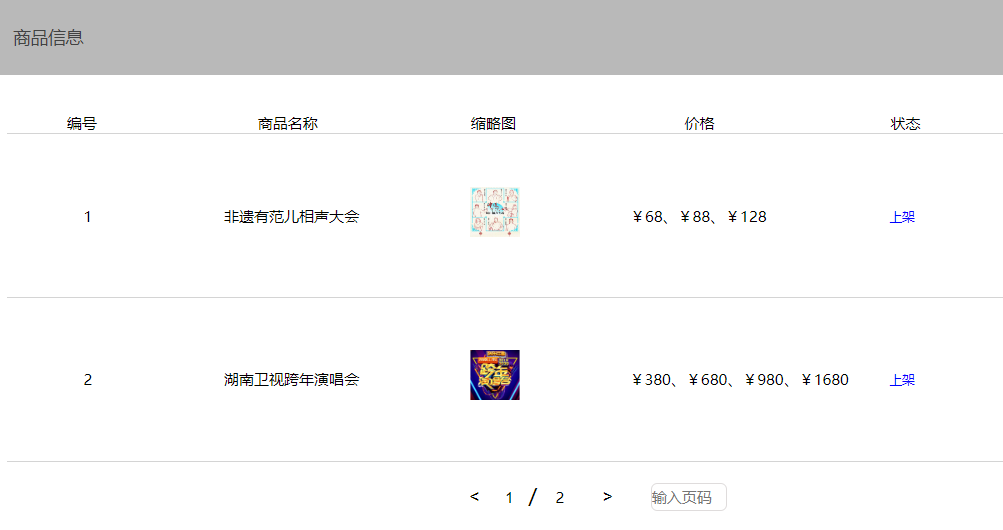 商品信息
编号 商品名称 缩略图 价格 状态
1 非遗有范儿相声大会 ￥68、￥88、￥128 上架
2 湖南卫视跨年演唱会 ￥380、￥680、￥980、￥1680 上架
< 1 / 2 > 输入页码